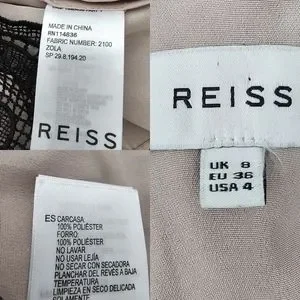 MADE IN CHINA
RN114636
FABRIC NUMBER: 2100
ZOLA
SP 29.8.194.20
REISS
REISS
UK 8
EU 36
USA 4
ES CARCASA
100% POLIÉSTER
FORRO:
100% POLIÉSTER
NO LAVAR
NO USAR LEJÍA
NO SECAR CON SECADORA
PLANCHAR DEL REVÉS A BAJA
TEMPERATURA
LIMPIEZA EN SECO DELICADA
SOLAMENTE